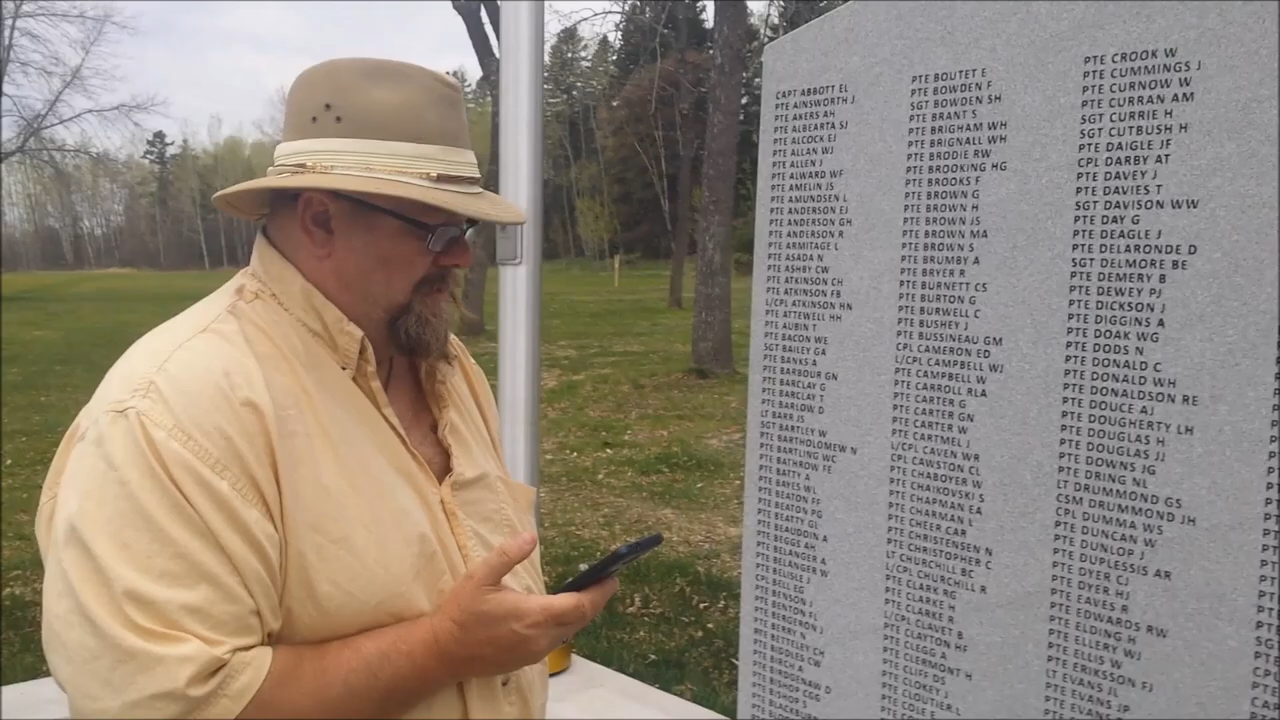 CAPT ABBOTT EL
PTE AINSWORTH J
PTE AKERS AH
PTE ALBEARTA SJ
PTE ALCOCK EJ
PTE ALLAN WJ
PTE ALLEN J
PTE ALWARD WF
PTE AMELIN JS
PTE AMUNDSEN L
PTE ANDERSON EJ
PTE ANDERSON GH
PTE ANDERSON R
PTE ARMITAGE L
PTE ASADA N
PTE ASHBY CW
PTE ATKINSON CH
PTE ATKINSON FB
L/CPL ATKINSON HN
PTE ATTEWELL HH
PTE AUBIN T
PTE BACON WE
SGT BAILEY GA
PTE BANKS A
PTE BARBOUR GN
PTE BARCLAY G
PTE BARCLAY T
PTE BARLOW D
LT BARR JS
SGT BARTLEY W
PTE BARTHOLOMEW N
PTE BARTLING WC
PTE BATHROW FE
PTE BATTY A
PTE BAYES WL
PTE BEATON FF
PTE BEATON PG
PTE BEATTY GL
PTE BEAUDOIN A
PTE BEGGS AH
PTE BELANGER A
PTE BELANGER W
PTE BELISLE J
CPL BELL EG
PTE BENSON J
PTE BENTON FL
PTE BERGERON J
PTE BERRY N
PTE BETTELEY CH
PTE BIDDLES CW
PTE BIRCH A
PTE BIRDGENAW D
PTE BISHOP CGG
PTE BISHOP S
PTE BLACKBURN
PTE BOUTET E
PTE BOWDEN F
SGT BOWDEN SH
PTE BRANT S
PTE BRIGHAM WH
PTE BRIGNALL WH
PTE BRODIE RW
PTE BROOKING HG
PTE BROOKS F
PTE BROWN G
PTE BROWN H
PTE BROWN JS
PTE BROWN MA
PTE BROWN S
PTE BRUMBY A
PTE BRYER R
PTE BURNETT CS
PTE BURTON G
PTE BURWELL C
PTE BUSHEY J
PTE BUSSINEAU GM
CPL CAMERON ED
L/CPL CAMPBELL WJ
PTE CAMPBELL W
PTE CARROLL RLA
PTE CARTER G
PTE CARTER GN
PTE CARTER W
PTE CARTMEL J
L/CPL CAVEN WR
CPL CAWSTON CL
PTE CHABOYER W
PTE CHAIKOVSKI S
PTE CHAPMAN EA
PTE CHARMAN L
PTE CHEER CAR
PTE CHRISTENSEN N
PTE CHRISTOPHER C
LT CHURCHILL BC
L/CPL CHURCHILL R
PTE CLARK RG
PTE CLARKE H
PTE CLARKE R
L/CPL CLAVET B
PTE CLAYTON HF
PTE CLEGG A
PTE CLERMONT H
PTE CLIFF DS
PTE CLOKEY J
PTE CLOUTIER L
PTE COLE E
PTE CROOK W
PTE CUMMINGS J
PTE CURNOW W
PTE CURRAN AM
SGT CURRIE H
SGT CUTBUSH H
PTE DAIGLE JF
CPL DARBY AT
PTE DAVEY J
PTE DAVIES T
SGT DAVISON WW
PTE DAY G
PTE DEAGLE J
PTE DELARONDE D
SGT DELMORE BE
PTE DEMERY B
PTE DEWEY PJ
PTE DICKSON J
PTE DIGGINS A
PTE DOAK WG
PTE DODS N
PTE DONALD C
PTE DONALD WH
PTE DONALDSON RE
PTE DOUCE AJ
PTE DOUGHERTY LH
PTE DOUGLAS H
PTE DOUGLAS JJ
PTE DOWNS JG
PTE DRING NL
LT DRUMMOND GS
CSM DRUMMOND JH
CPL DUMMA WS
PTE DUNCAN W
PTE DUNLOP J
PTE DUPLESSIS AR
PTE DYER CJ
PTE DYER HJ
PTE EAVES R
PTE EDWARDS RW
PTE ELDING H
PTE ELLERY WJ
PTE ELLIS W
PTE ERIKSSON FJ
LT EVANS JL
PTE EVANS JP
PTE EVANS